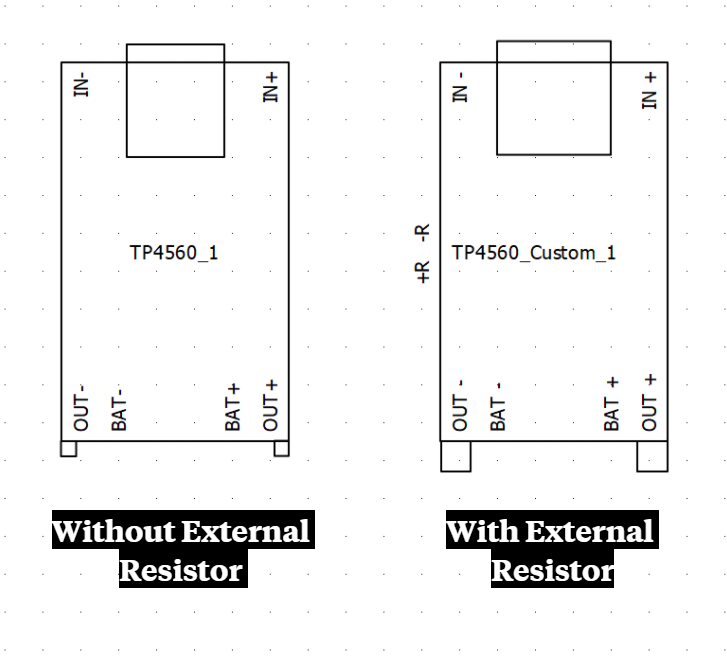 IN-
IN+
TP4560_1
OUT-
BAT-
BAT+
OUT+
Without External
Resistor
IN -
IN +
-R
+R
TP4560_Custom_1
OUT -
BAT -
BAT +
OUT +
With External
Resistor